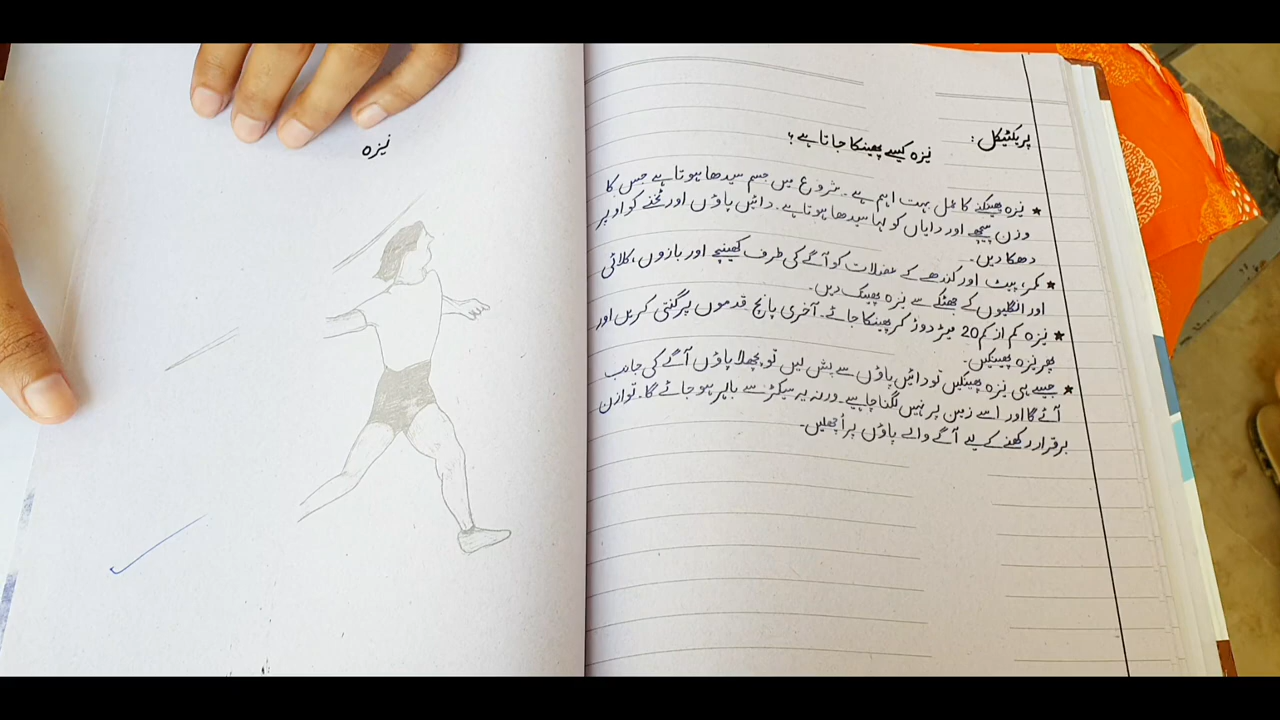 نیزہ
پریکٹیکل:
نیزہ کیسے پھینکا جاتا ہے؟
★ نیزہ پھینکنے کا عمل بہت اہم ہے۔ شروع میں جسم سیدھا ہوتا ہے جس کا
وزن پیچھے اور دایاں کولہا سیدھا ہوتا ہے۔ دائیں پاؤں اور ٹخنے کو اوپر
دھکا دیں۔
★ کمر، پیٹ اور کندھے کے عضلات کو آگے کی طرف کھینچے اور بازوں، کلائی
اور انگلیوں کے جھٹکے سے نیزہ پھینک دیں۔
★ نیزہ کم از کم 20 میٹر دوڑ کر پھینکا جائے۔ آخری پانچ قدموں پر گنتی کریں اور
پھر نیزہ پھینکیں۔
★ جیسے ہی نیزہ پھینکیں تو دائیں پاؤں سے پش لیں تو پچھلا پاؤں آگے کی جانب
آئے گا اور اسے زمین پر نہیں لگنا چاہیے۔ ورنہ یہ سیکٹر سے باہر ہو جائے گا۔ توازن
برقرار رکھنے کے لیے آگے والے پاؤں پر اُچھلیں۔